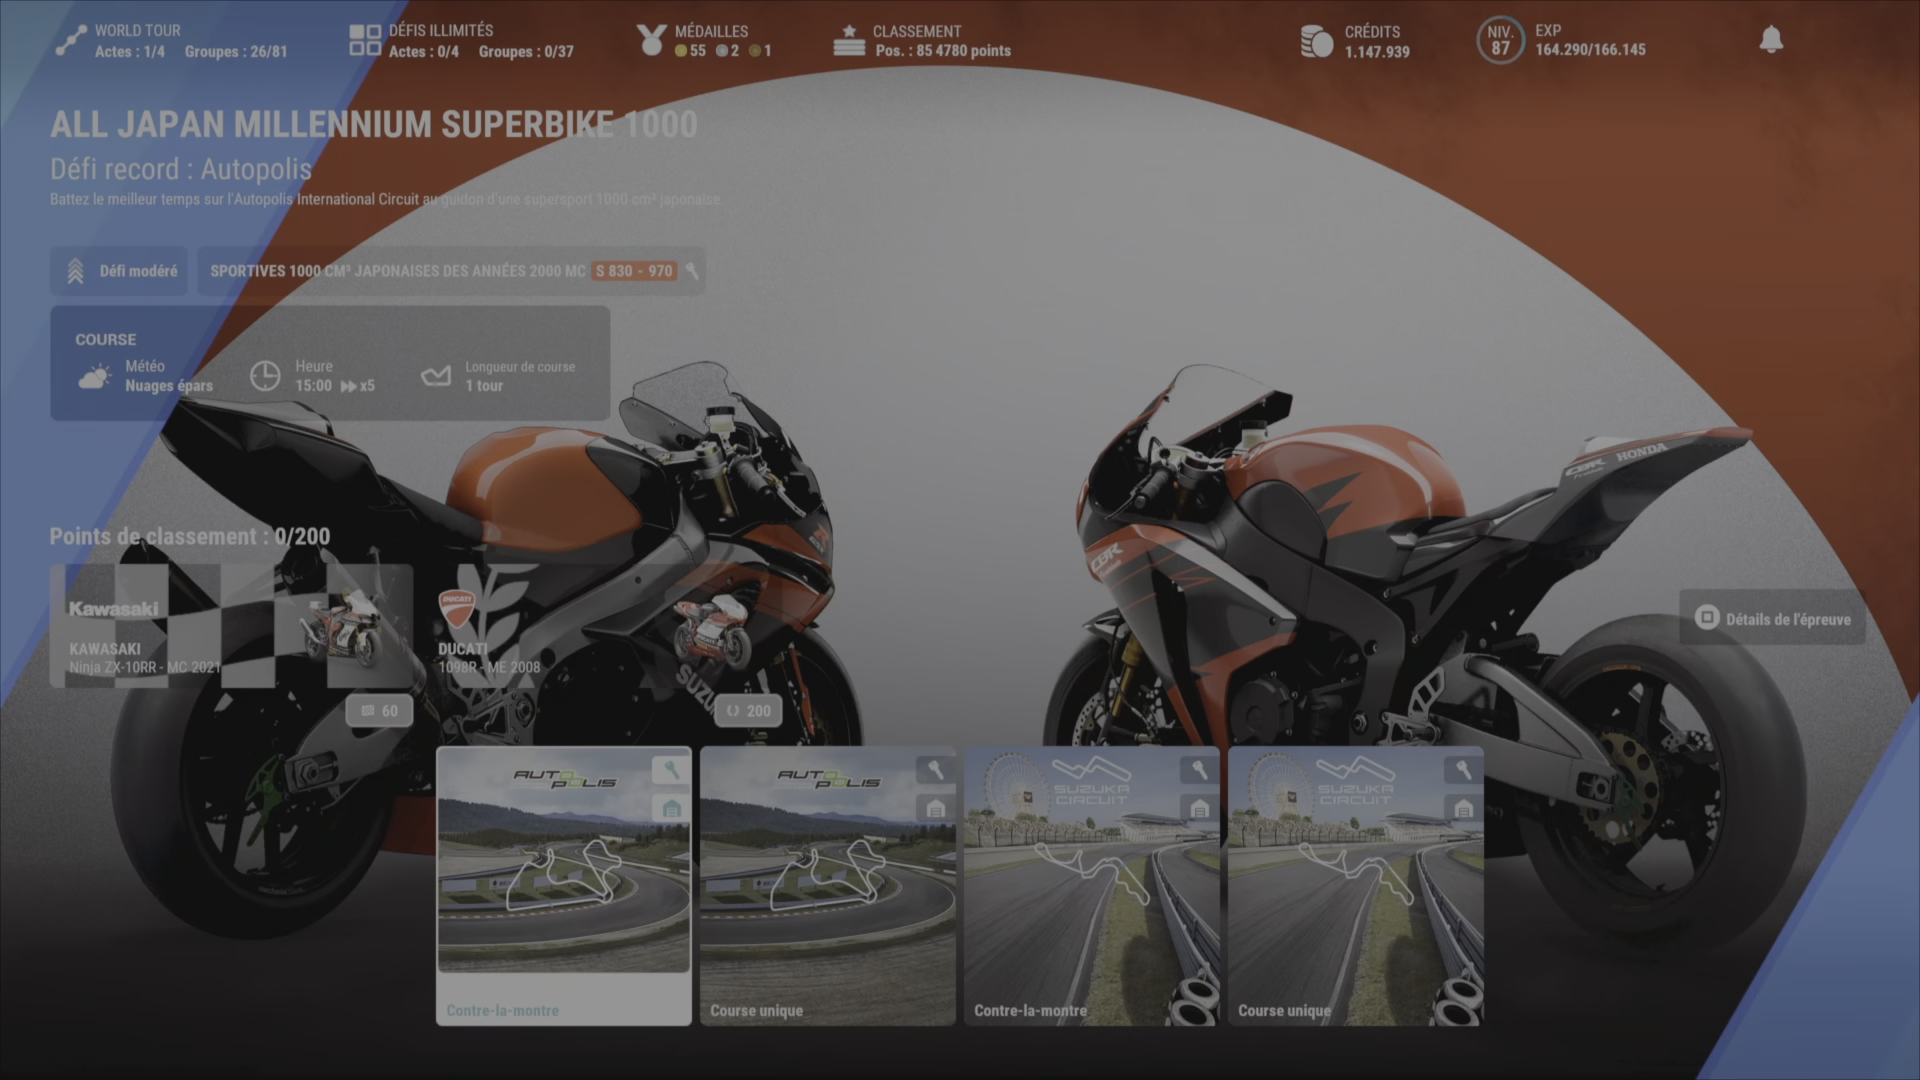 WORLD TOUR
Actes : 1/4 Groupes : 26/81
DÉFIS ILLIMITÉS
Actes : 0/4 Groupes : 0/37
MÉDAILLES
55 2 1
CLASSEMENT
Pos. : 85 4780 points
CRÉDITS
1.147.939
NIV.
87
EXP
164.290/166.145
ALL JAPAN MILLENNIUM SUPERBIKE 1000
Défi record : Autopolis
Battez le meilleur temps sur l'Autopolis International Circuit au guidon d'une supersport 1000 cm³ japonaise
Défi modéré
SPORTIVES 1000 CM³ JAPONAISES DES ANNÉES 2000 MC S 830 - 970
COURSE
Météo
Nuages épars
Heure
15:00 x5
Longueur de course
1 tour
CBR HONDA
CBR
Points de classement : 0/200
Kawasaki
KAWASAKI
Ninja ZX-10RR - MC 2021
60
DUCATI
DUCATI
1098R - ME 2008
200
Détails de l'épreuve
AUTOPOLIS
Contre-la-montre
AUTOPOLIS
Course unique
SUZUKA
CIRCUIT
Contre-la-montre
SUZUKA
CIRCUIT
Course unique